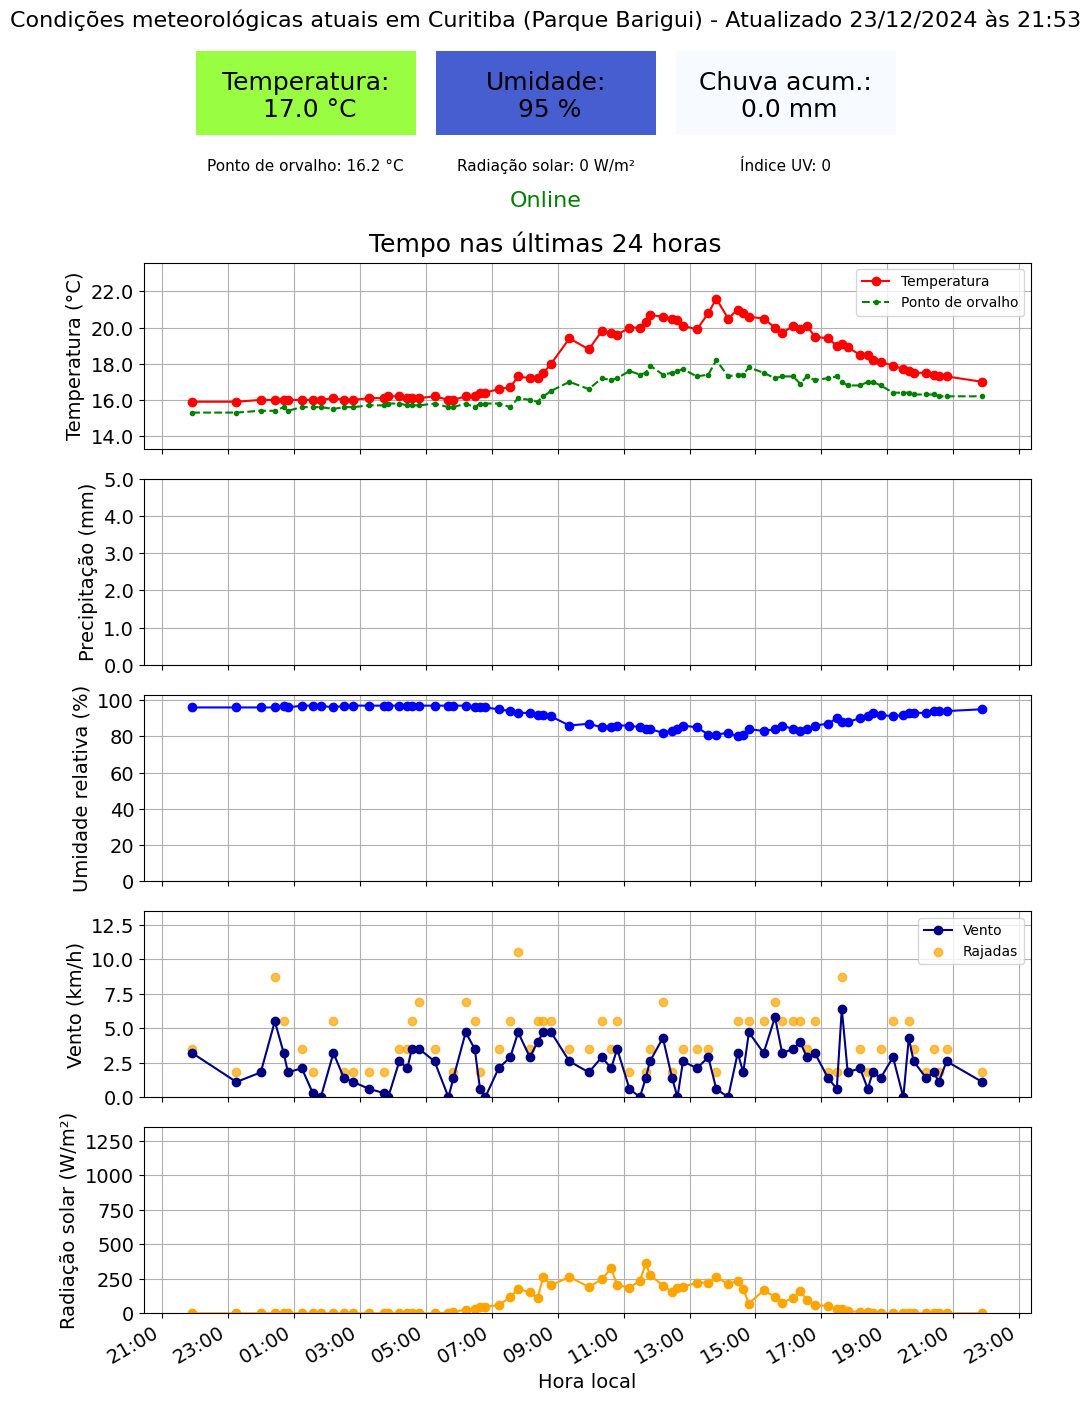 Condições meteorológicas atuais em Curitiba (Parque Barigui) - Atualizado 23/12/2024 às 21:53
Temperatura:
17.0 °C
Umidade:
95 %
Chuva acum.:
0.0 mm
Ponto de orvalho: 16.2 °C
Radiação solar: 0 W/m²
Índice UV: 0
Online
Tempo nas últimas 24 horas
Temperatura (°C)
22.0
20.0
18.0
16.0
14.0
Temperatura
Ponto de orvalho
Precipitação (mm)
5.0
4.0
3.0
2.0
1.0
0.0
Umidade relativa (%)
100
80
60
40
20
0
Vento (km/h)
12.5
10.0
7.5
5.0
2.5
0.0
Vento
Rajadas
Radiação solar (W/m²)
1250
1000
750
500
250
0
21:00
23:00
01:00
03:00
05:00
07:00
09:00
11:00
13:00
15:00
17:00
19:00
21:00
23:00
Hora local